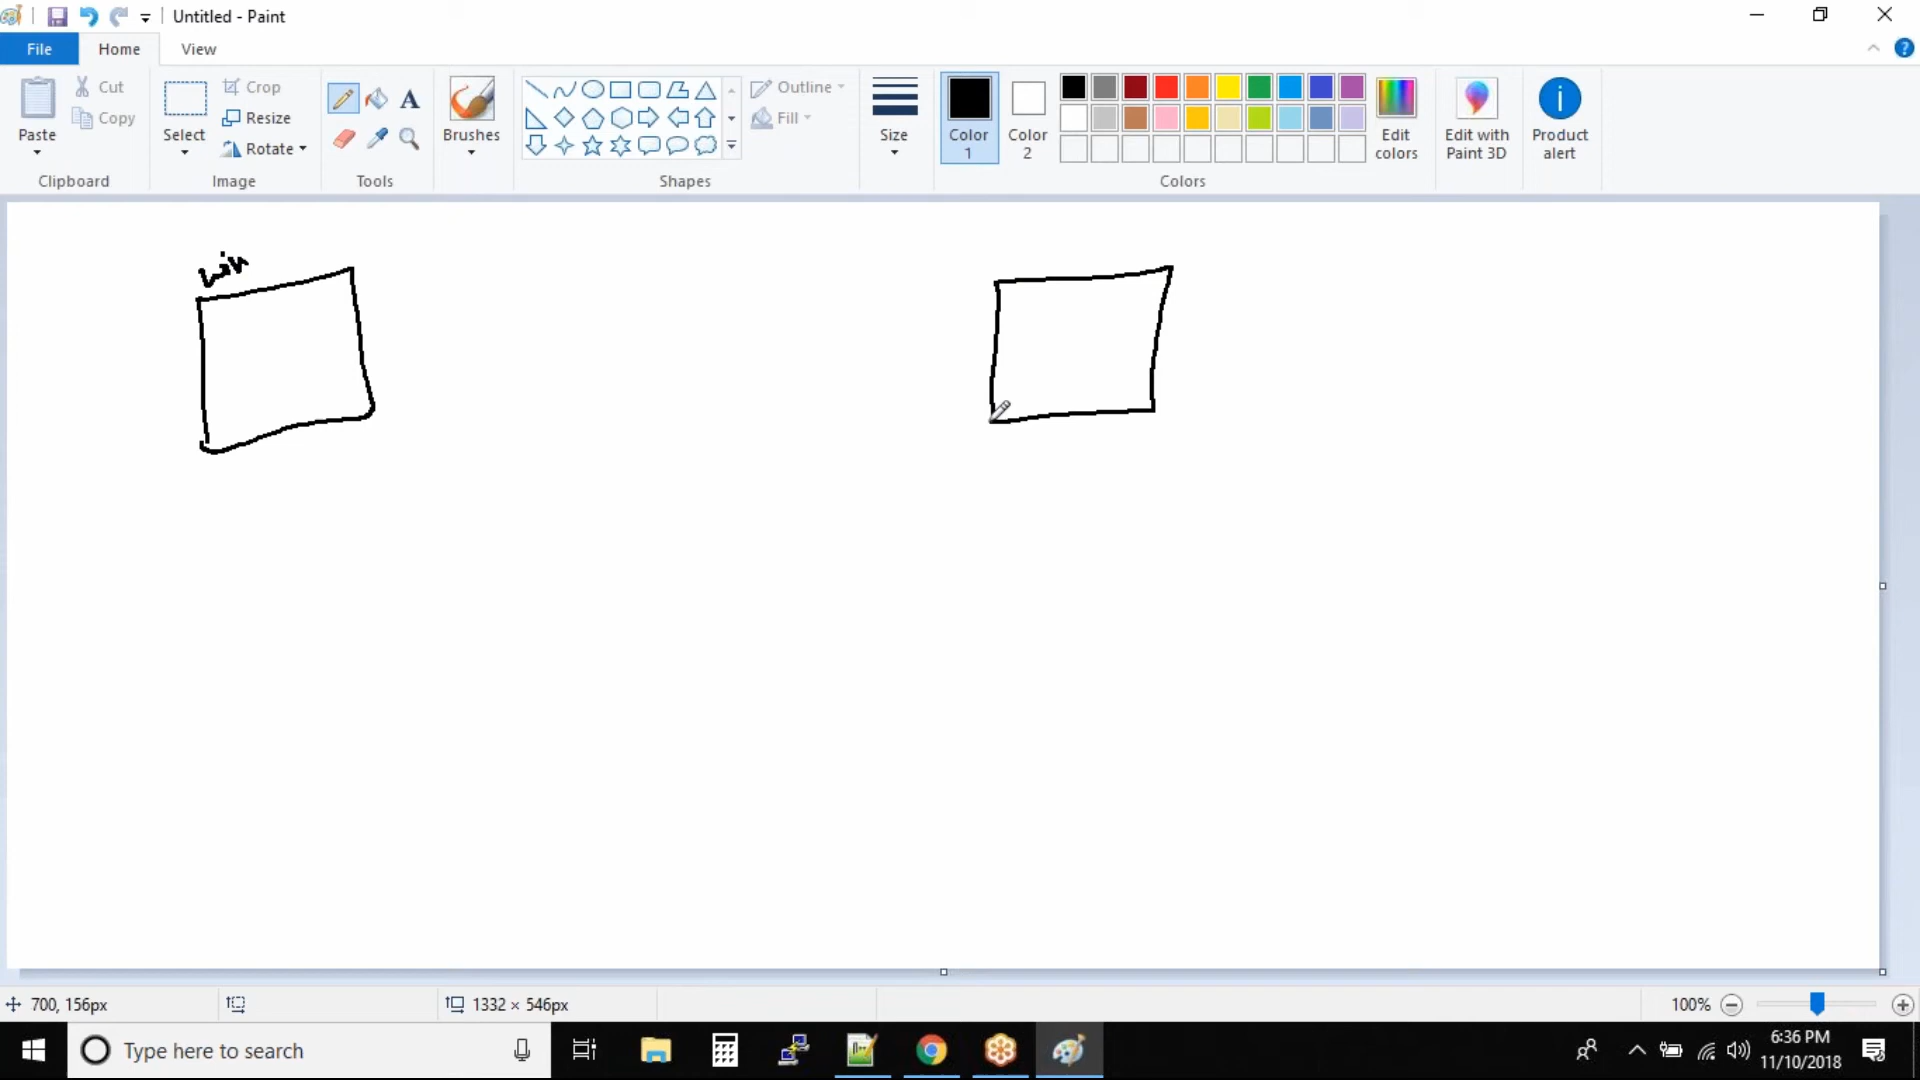 Untitled - Paint
File Home View
Paste
Cut
Copy
Clipboard
Select
Crop
Resize
Rotate
Image
Tools
Brushes
Shapes
Outline
Fill
Size
Color 1
Color 2
Colors
Edit colors
Edit with Paint 3D
Product alert
win
700, 156px
1332 × 546px
100%
Type here to search
6:36 PM
11/10/2018